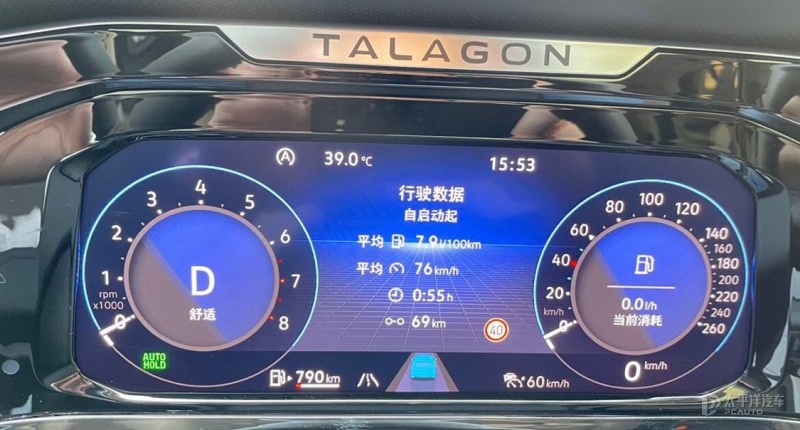 TALAGON
39.0 °C 15:53
行驶数据
自启动起
平均 7.9 l/100km
平均 76 km/h
0:55 h
69 km
40
0 1 2 3 4 5 6 7 8
rpm
x1000
D
舒适
AUTO
HOLD
0 20 40 60 80 100 120 140 160 180 200 220 240 260
km/h
0.0 l/h
当前消耗
0 km/h
790 km
60 km/h
A
太平洋汽车
PCAUTO